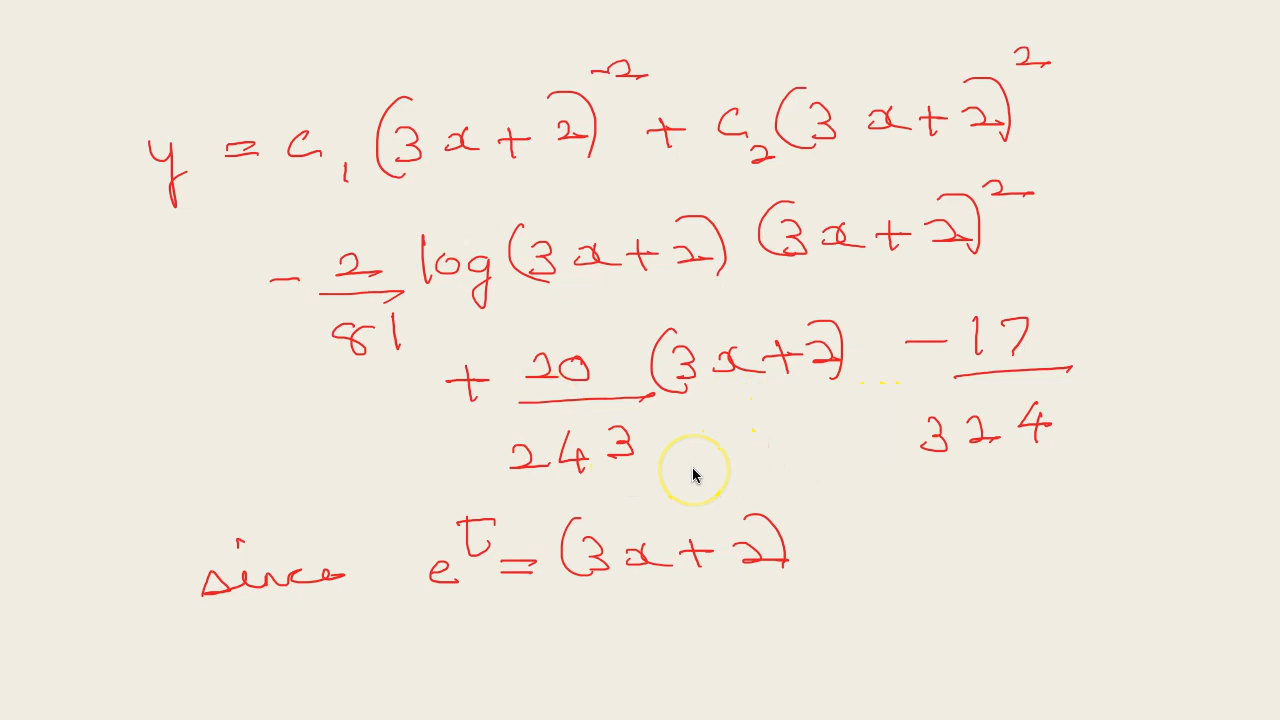 y = c₁ (3x+2)⁻² + c₂ (3x+2)²
- 2/81 log(3x+2) (3x+2)²
+ 20/243 (3x+2) - 17/324
since eᵗ = (3x+2)